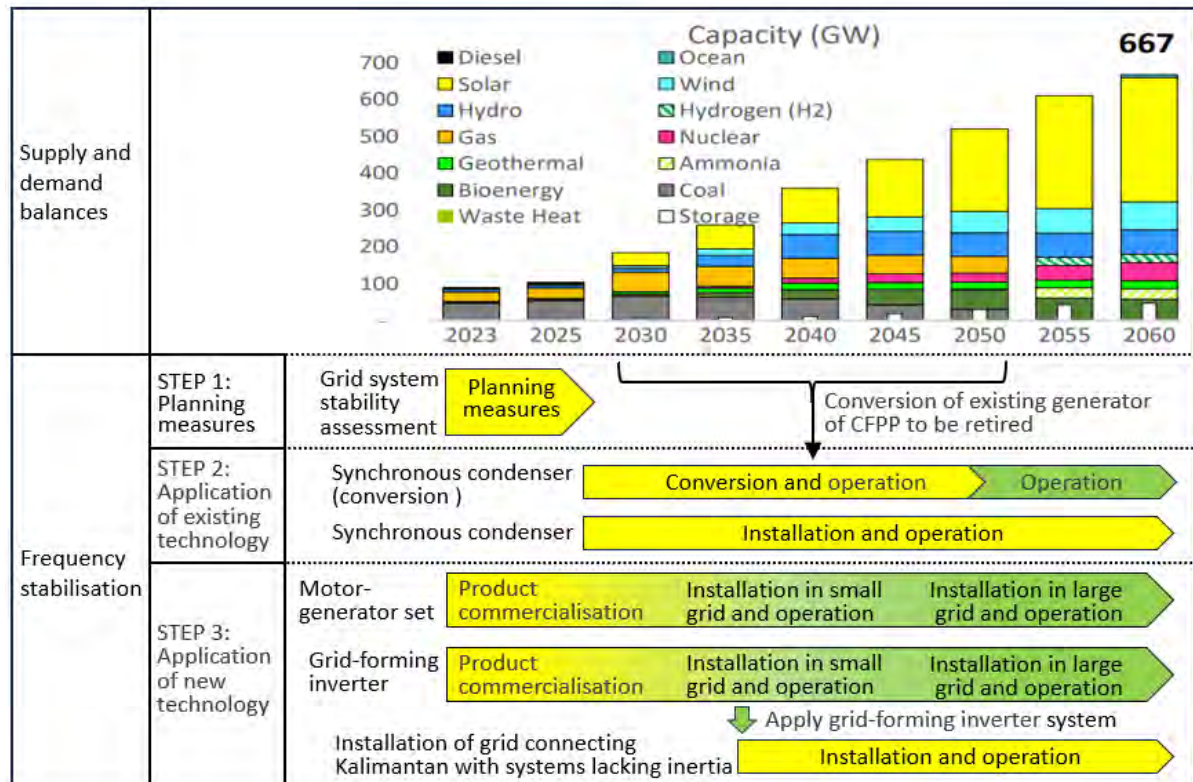 Supply and
demand
balances
Capacity (GW)
667
700
600
500
400
300
200
100
-
Diesel
Solar
Hydro
Gas
Geothermal
Bioenergy
Waste Heat
Ocean
Wind
Hydrogen (H2)
Nuclear
Ammonia
Coal
Storage
2023 2025 2030 2035 2040 2045 2050 2055 2060
Frequency
stabilisation
STEP 1:
Planning
measures
Grid system
stability
assessment
Planning
measures
Conversion of existing generator
of CFPP to be retired
STEP 2:
Application
of existing
technology
Synchronous condenser
(conversion )
Conversion and operation
Operation
Synchronous condenser
Installation and operation
STEP 3:
Application
of new
technology
Motor-
generator set
Product
commercialisation
Installation in small
grid and operation
Installation in large
grid and operation
Grid-forming
inverter
Product
commercialisation
Installation in small
grid and operation
Installation in large
grid and operation
Apply grid-forming inverter system
Installation of grid connecting
Kalimantan with systems lacking inertia
Installation and operation